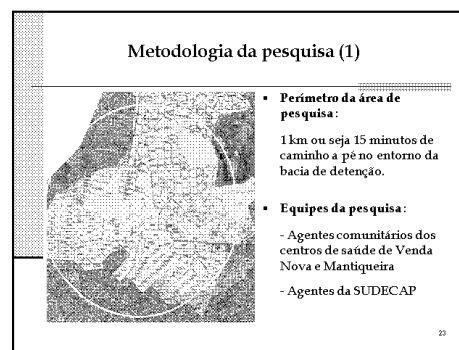 Metodologia da pesquisa (1)
▪ Perímetro da área de
pesquisa:
1 km ou seja 15 minutos de
caminho a pé no entorno da
bacia de detenção.
▪ Equipes da pesquisa:
- Agentes comunitários dos
centros de saúde de Venda
Nova e Mantiqueira
- Agentes da SUDECAP
23